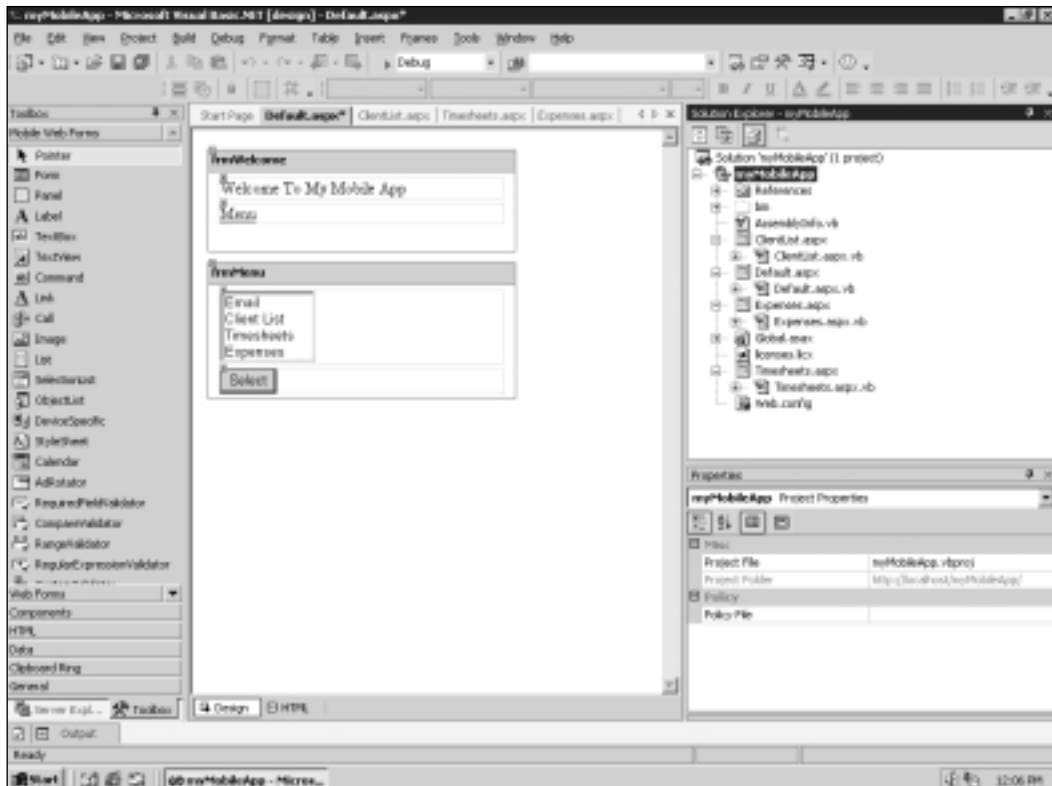 myMobileApp - Microsoft Visual Basic.NET [design] - Default.aspx*
File Edit View Project Build Debug Format Table Insert Frames Tools Window Help
Debug
Toolbox
Mobile Web Forms
Pointer
Form
Panel
Label
TextBox
TextView
Command
Link
Call
Image
List
SelectionList
ObjectList
DeviceSpecific
StyleSheet
Calendar
AdRotator
RequiredFieldValidator
CompareValidator
RangeValidator
RegularExpressionValidator
Web Forms
Components
HTML
Data
Clipboard Ring
General
Server Expl... Toolbox
Start Page Default.aspx* ClientList.aspx Timesheets.aspx Expenses.aspx
frmWelcome
Welcome To My Mobile App
Menu
frmMenu
Email
Client List
Timesheets
Expenses
Select
Design HTML
Solution Explorer - myMobileApp
Solution 'myMobileApp' (1 project)
myMobileApp
References
bin
AssemblyInfo.vb
ClientList.aspx
ClientList.aspx.vb
Default.aspx
Default.aspx.vb
Expenses.aspx
Expenses.aspx.vb
Global.asax
licenses.licx
Timesheets.aspx
Timesheets.aspx.vb
Web.config
Properties
myMobileApp Project Properties
Misc
Project File myMobileApp.vbproj
Project Folder http://localhost/myMobileApp/
Policy
Policy File
Output
Ready
Start myMobileApp - Micros... 12:06 PM